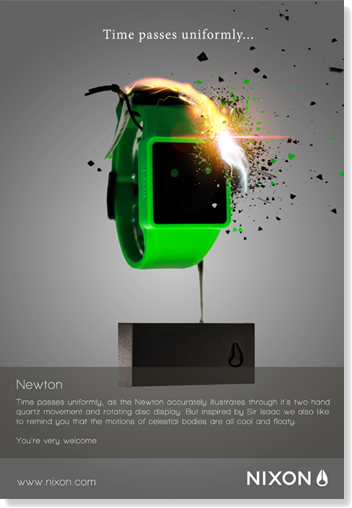 Time passes uniformly...
Newton
Time passes uniformly, as the Newton accurately illustrates through it's two hand
quartz movement and rotating disc display. But inspired by Sir Isaac we also like
to remind you that the motions of celestial bodies are all cool and floaty.
You're very welcome
www.nixon.com
NIXON